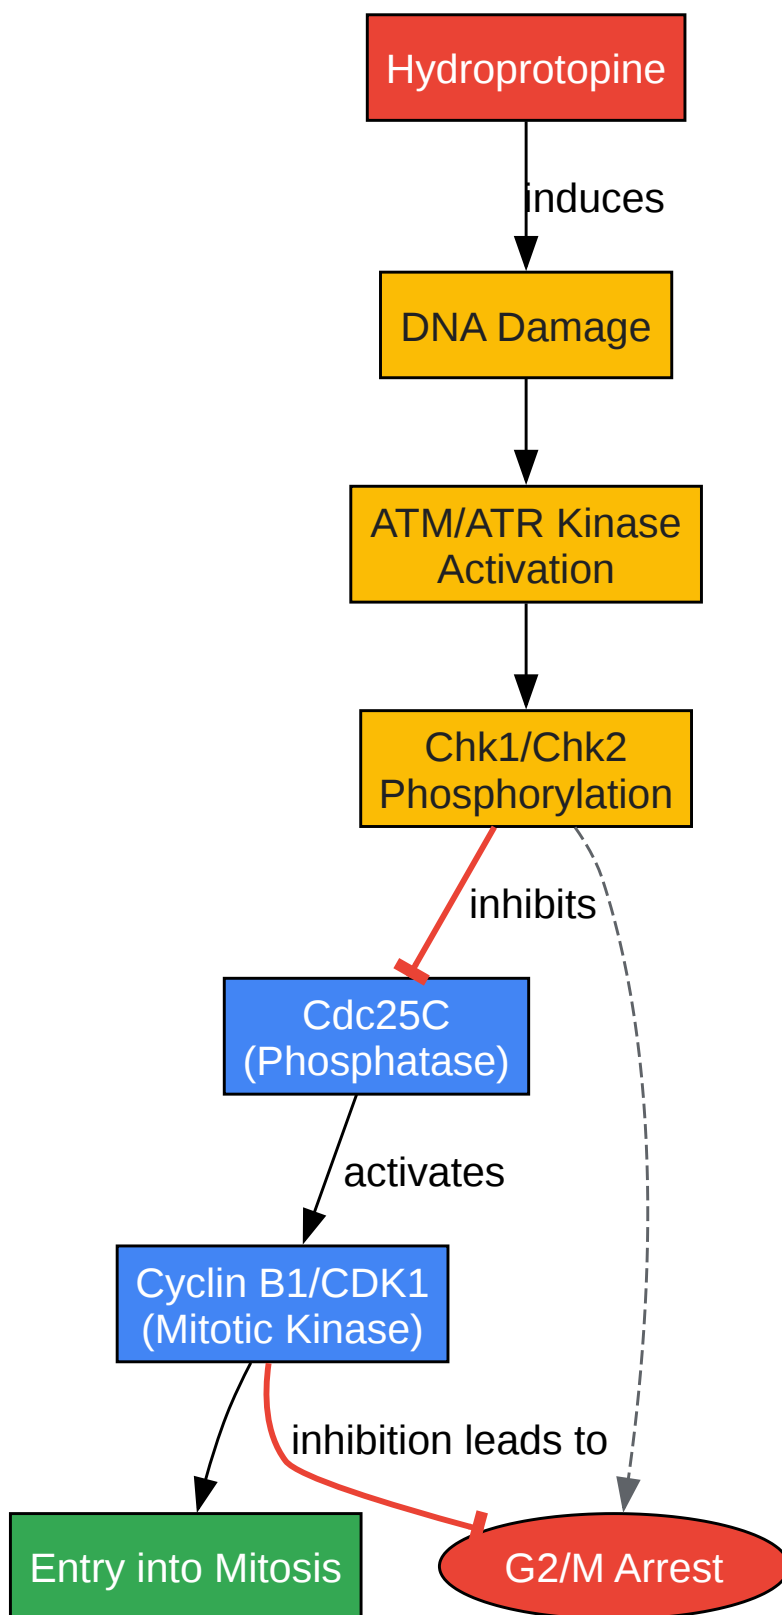 Hydroprotopine
induces
DNA Damage
ATM/ATR Kinase
Activation
Chk1/Chk2
Phosphorylation
inhibits
Cdc25C
(Phosphatase)
activates
Cyclin B1/CDK1
(Mitotic Kinase)
inhibition leads to
Entry into Mitosis
G2/M Arrest